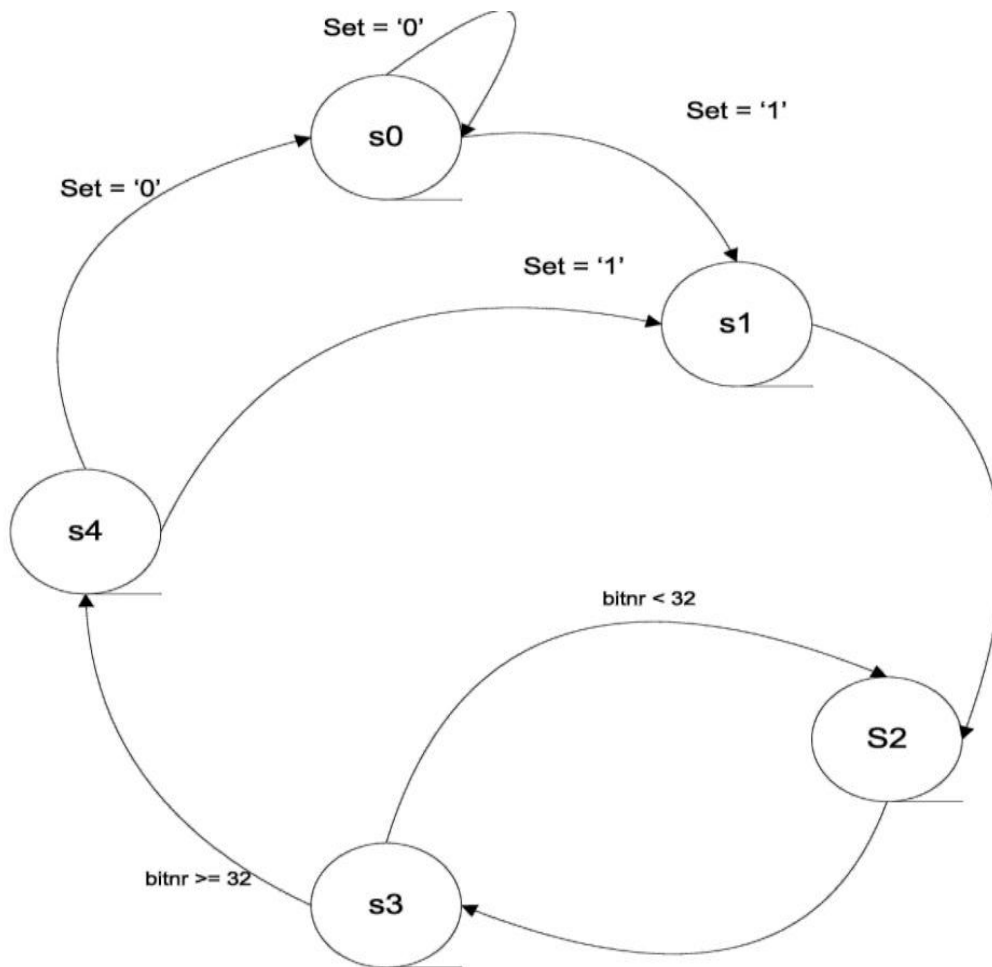 Set = ‘0’
s0
Set = ‘1’
Set = ‘0’
Set = ‘1’
s1
s4
bitnr < 32
S2
bitnr >= 32
s3